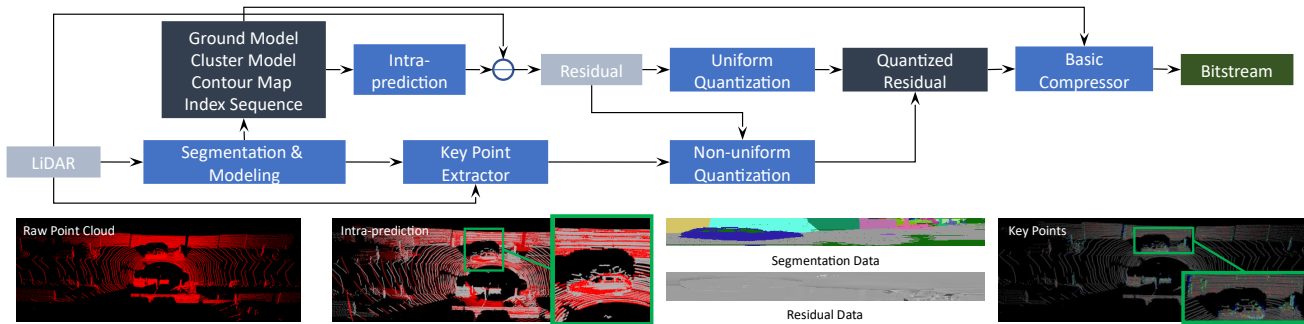 Ground Model
Cluster Model
Contour Map
Index Sequence
Intra-
prediction
Residual
Uniform
Quantization
Quantized
Residual
Basic
Compressor
Bitstream
LiDAR
Segmentation &
Modeling
Key Point
Extractor
Non-uniform
Quantization
Raw Point Cloud
Intra-prediction
Segmentation Data
Residual Data
Key Points